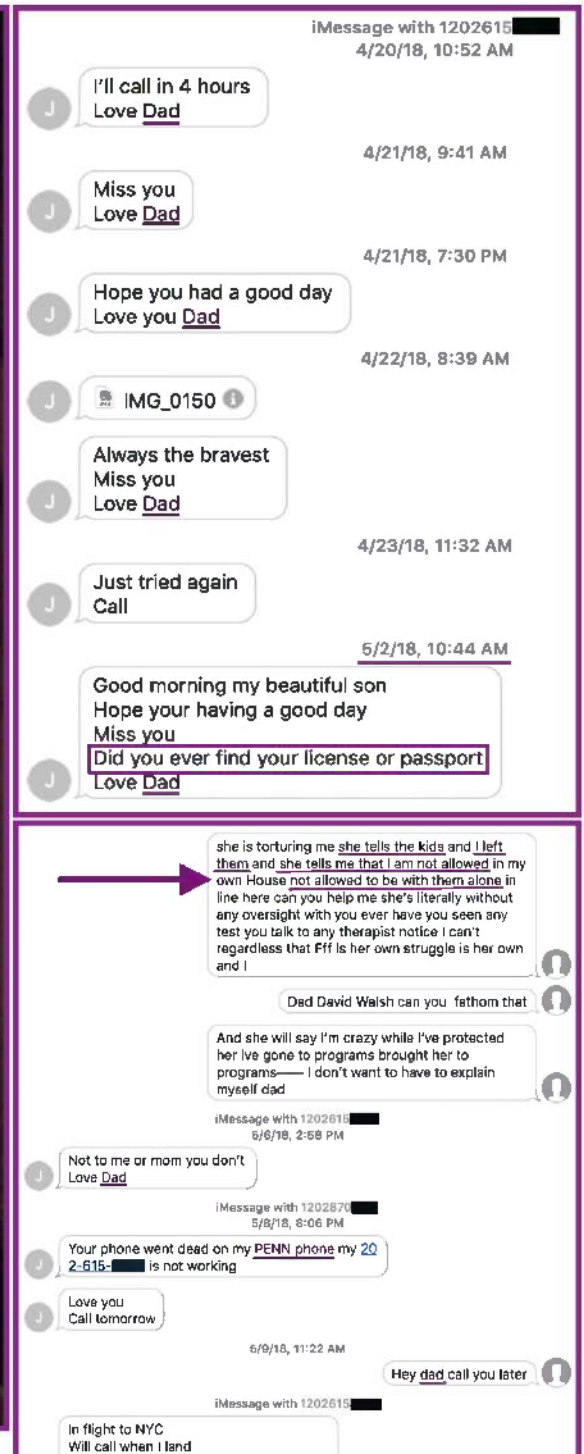 iMessage with 1202615
4/20/18, 10:52 AM
I'll call in 4 hours
Love Dad
4/21/18, 9:41 AM
Miss you
Love Dad
4/21/18, 7:30 PM
Hope you had a good day
Love you Dad
4/22/18, 8:39 AM
IMG_0150
Always the bravest
Miss you
Love Dad
4/23/18, 11:32 AM
Just tried again
Call
5/2/18, 10:44 AM
Good morning my beautiful son
Hope your having a good day
Miss you
Did you ever find your license or passport
Love Dad
she is torturing me she tells the kids and I left
them and she tells me that I am not allowed in my
own House not allowed to be with them alone in
line here can you help me she's literally without
any oversight with you ever have you seen any
test you talk to any therapist notice I can't
regardless that Fff is her own struggle is her own
and I
Dad David Walsh can you fathom that
And she will say I'm crazy while I've protected
her Ive gone to programs brought her to
programs—— I don't want to have to explain
myself dad
iMessage with 1202615
5/6/18, 2:58 PM
Not to me or mom you don't
Love Dad
iMessage with 1202870
5/8/18, 8:06 PM
Your phone went dead on my PENN phone my 20
2-615- is not working
Love you
Call tomorrow
5/9/18, 11:22 AM
Hey dad call you later
iMessage with 1202615
In flight to NYC
Will call when I land